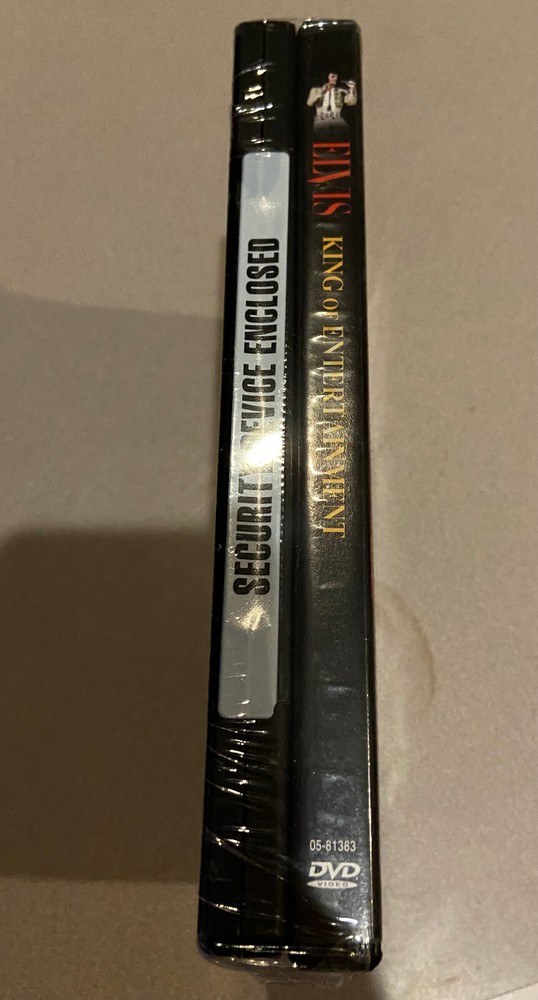 SECURITY DEVICE ENCLOSED
ELVIS
KING OF ENTERTAINMENT
05-81383
DVD
VIDEO